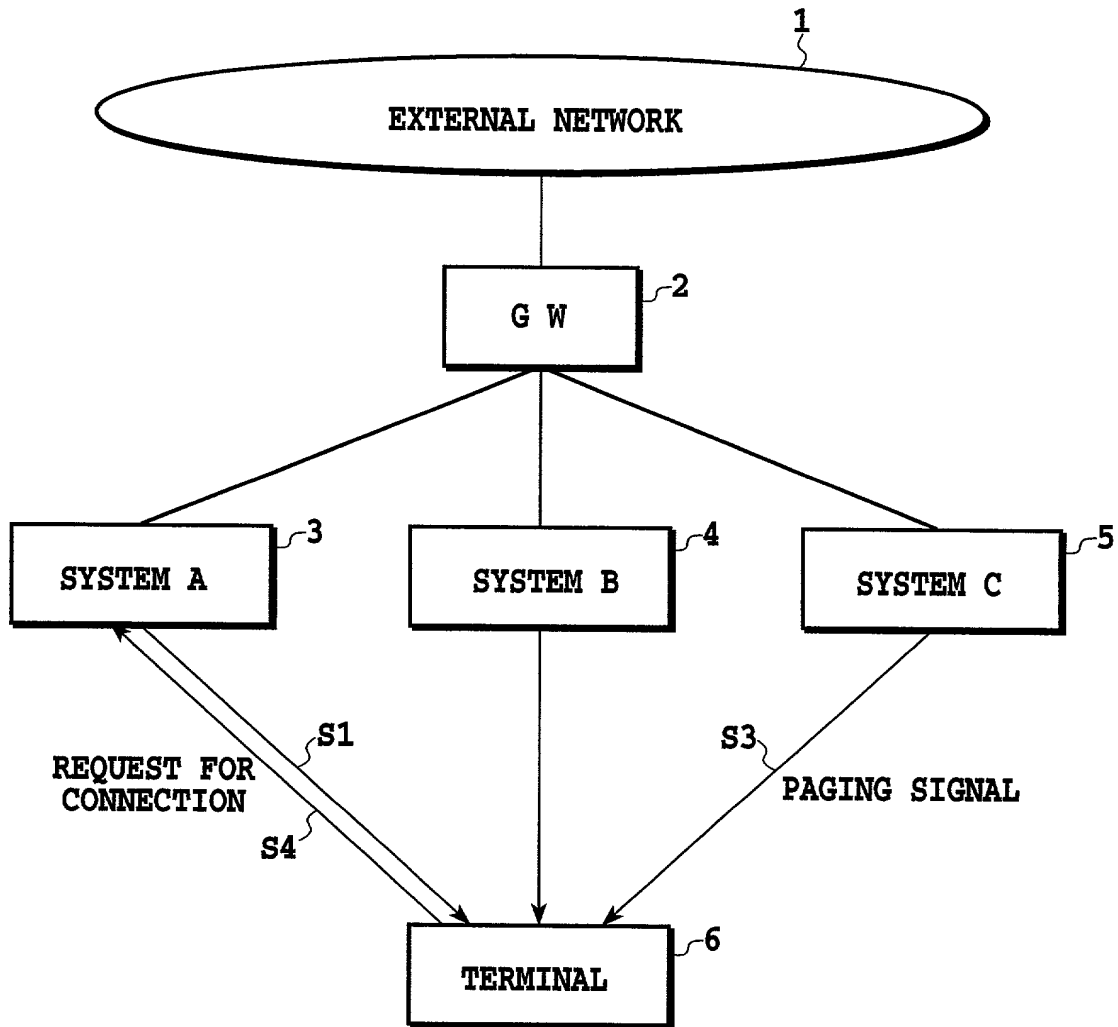 1
EXTERNAL NETWORK
2
G W
3
SYSTEM A
4
SYSTEM B
5
SYSTEM C
S1
S3
REQUEST FOR
CONNECTION
PAGING SIGNAL
S4
6
TERMINAL